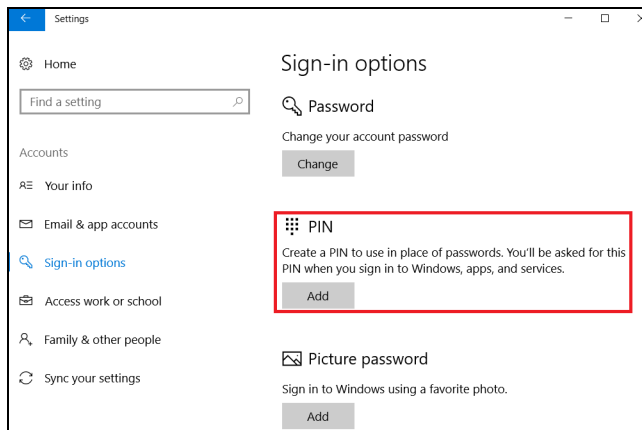 Settings
Home
Find a setting
Accounts
Your info
Email & app accounts
Sign-in options
Access work or school
Family & other people
Sync your settings
Sign-in options
Password
Change your account password
Change
PIN
Create a PIN to use in place of passwords. You'll be asked for this
PIN when you sign in to Windows, apps, and services.
Add
Picture password
Sign in to Windows using a favorite photo.
Add